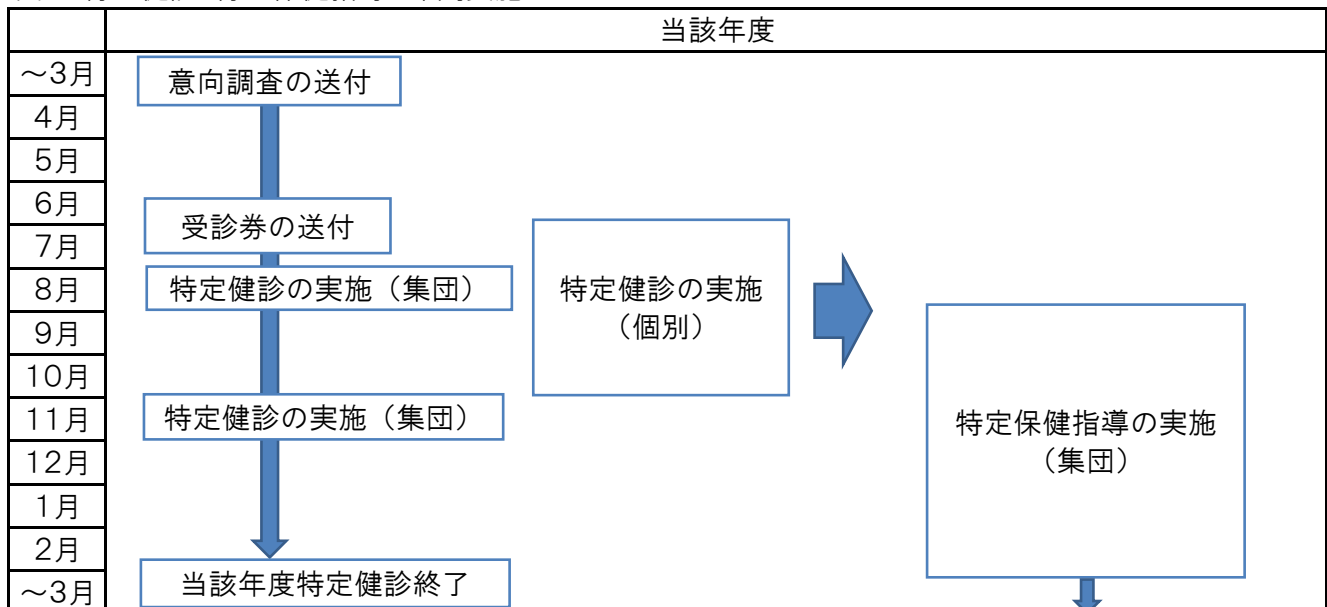 当該年度
～3月
意向調査の送付
4月
5月
6月
受診券の送付
7月
8月
特定健診の実施（集団）
特定健診の実施
（個別）
9月
10月
11月
特定健診の実施（集団）
特定保健指導の実施
（集団）
12月
1月
2月
～3月
当該年度特定健診終了